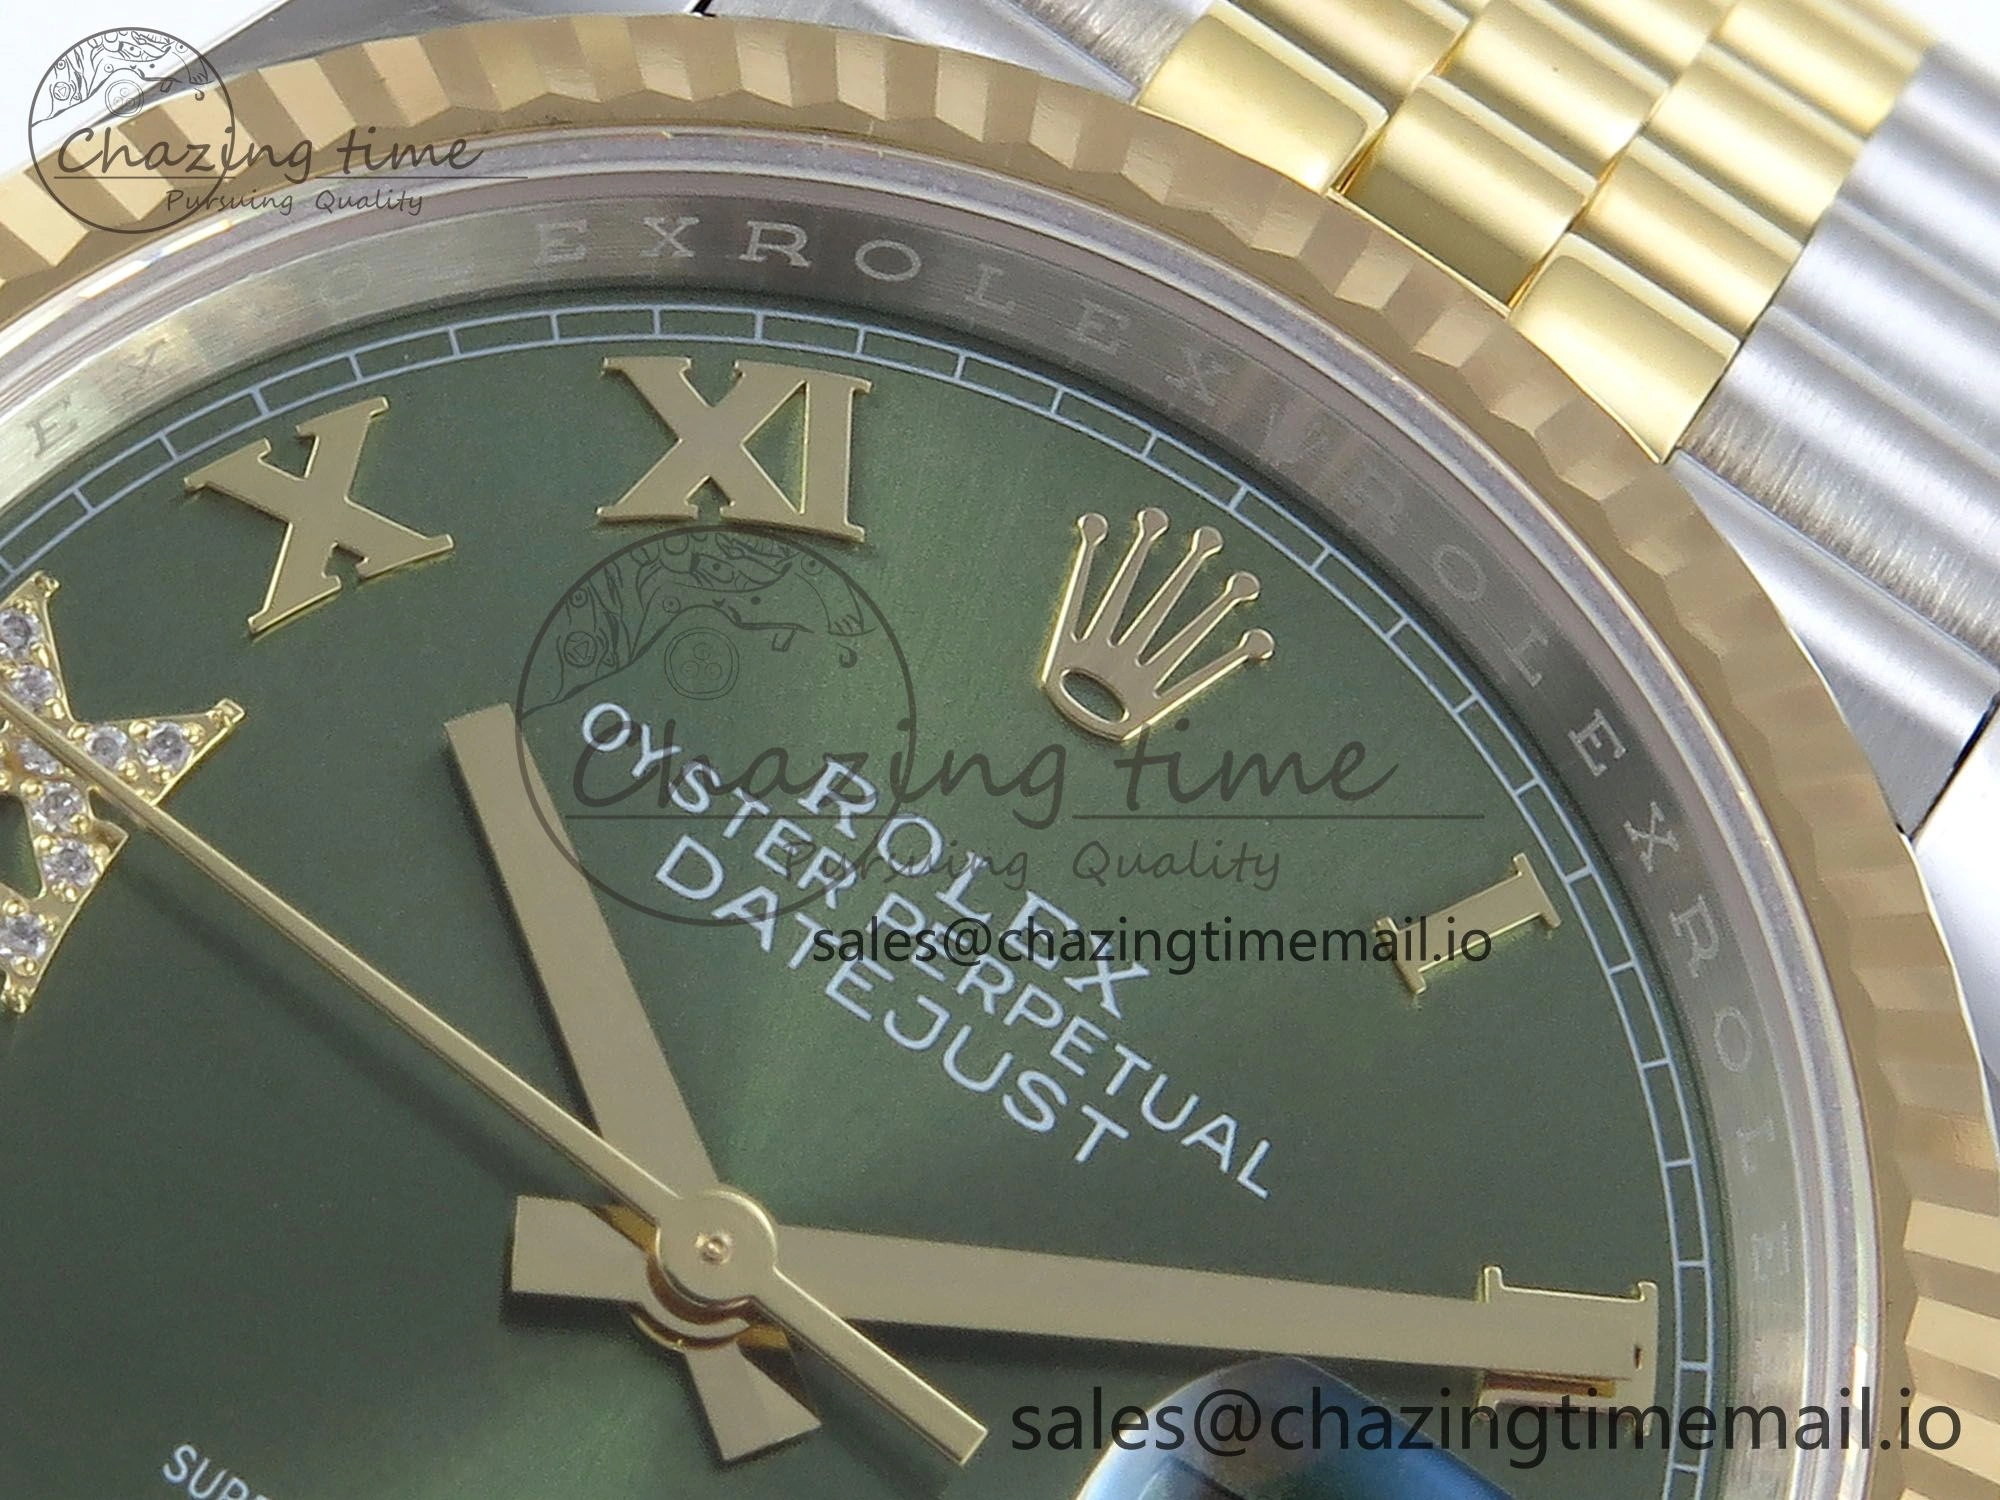 Chazing time
Pursuing Quality
E X R O L E X R O L E X R O L E X R O L E X R O L E X R O L E
X
XI
Chazing time
Pursuing Quality
ROLEX
OYSTER PERPETUAL
DATEJUST
sales@chazingtimemail.io
I
II
sales@chazingtimemail.io